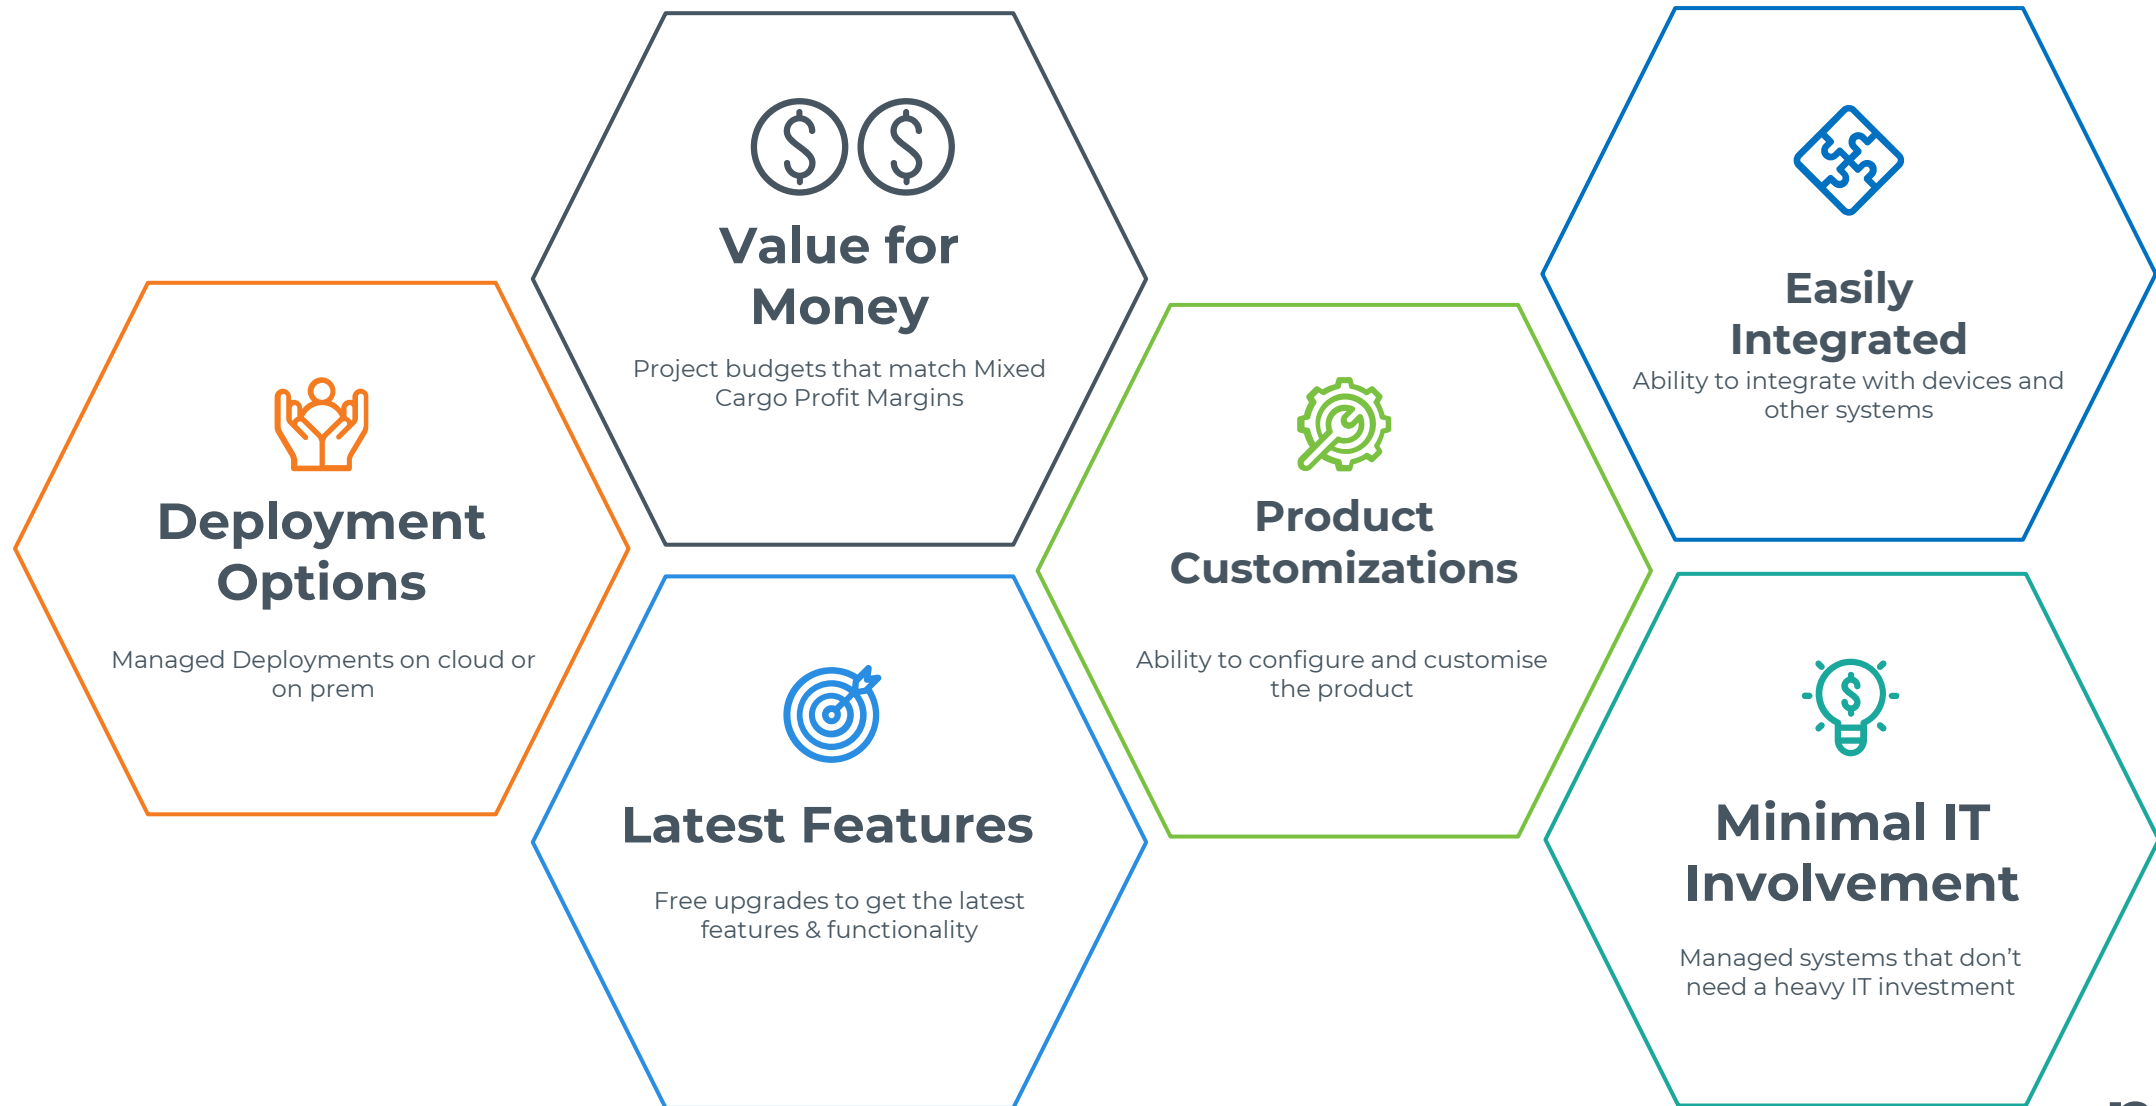 Deployment
Options
Managed Deployments on cloud or
on prem
Value for
Money
Project budgets that match Mixed
Cargo Profit Margins
Latest Features
Free upgrades to get the latest
features & functionality
Product
Customizations
Ability to configure and customise
the product
Easily
Integrated
Ability to integrate with devices and
other systems
Minimal IT
Involvement
Managed systems that don’t
need a heavy IT investment